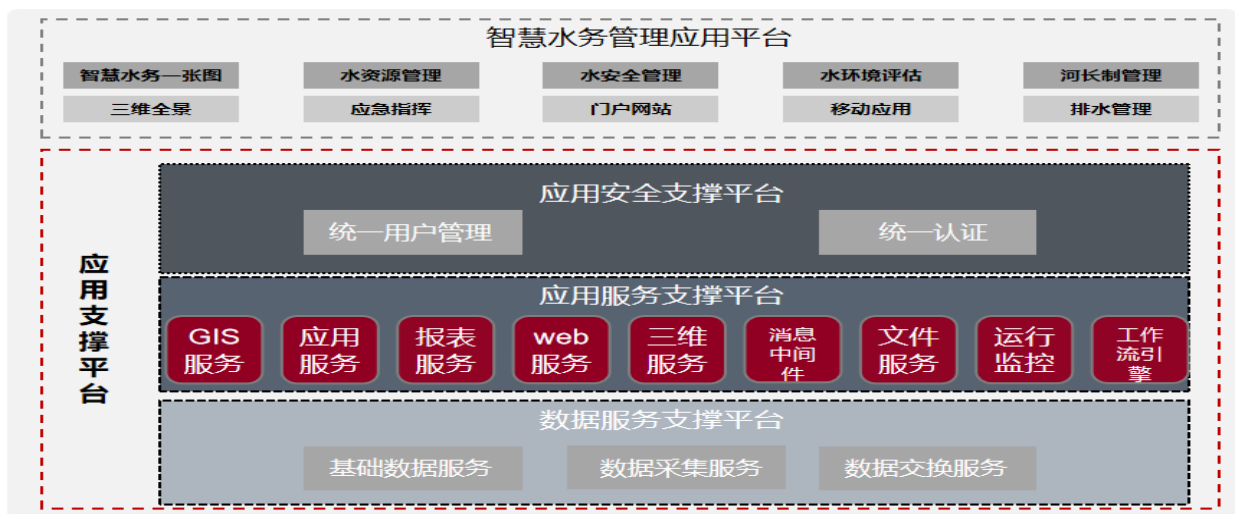 智慧水务管理应用平台
智慧水务一张图 水资源管理 水安全管理 水环境评估 河长制管理
三维全景 应急指挥 门户网站 移动应用 排水管理
应用支撑平台
应用安全支撑平台
统一用户管理 统一认证
应用服务支撑平台
GIS
服务
应用
服务
报表
服务
web
服务
三维
服务
消息
中间
件
文件
服务
运行
监控
工作
流引
擎
数据服务支撑平台
基础数据服务 数据采集服务 数据交换服务